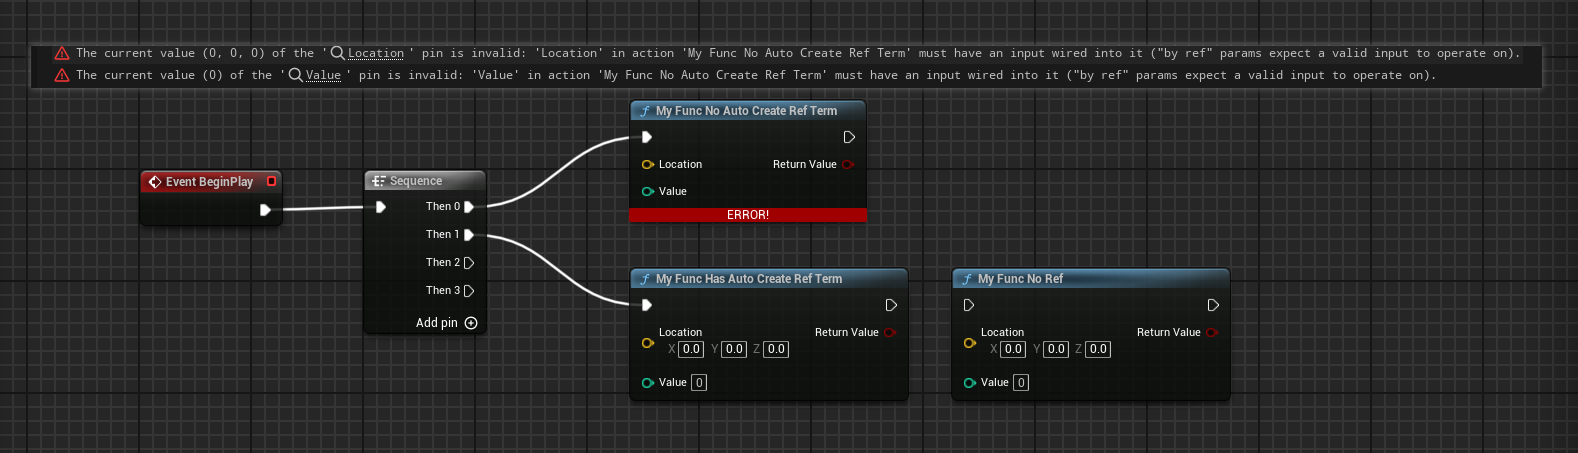 The current value (0, 0, 0) of the 'Location' pin is invalid: 'Location' in action 'My Func No Auto Create Ref Term' must have an input wired into it ("by ref" params expect a valid input to operate on).
The current value (0) of the 'Value' pin is invalid: 'Value' in action 'My Func No Auto Create Ref Term' must have an input wired into it ("by ref" params expect a valid input to operate on).
f My Func No Auto Create Ref Term
Location Return Value
Value
ERROR!
Event BeginPlay
Sequence
Then 0
Then 1
Then 2
Then 3
Add pin
f My Func Has Auto Create Ref Term
Location Return Value
X 0.0 Y 0.0 Z 0.0
Value 0
f My Func No Ref
Location Return Value
X 0.0 Y 0.0 Z 0.0
Value 0